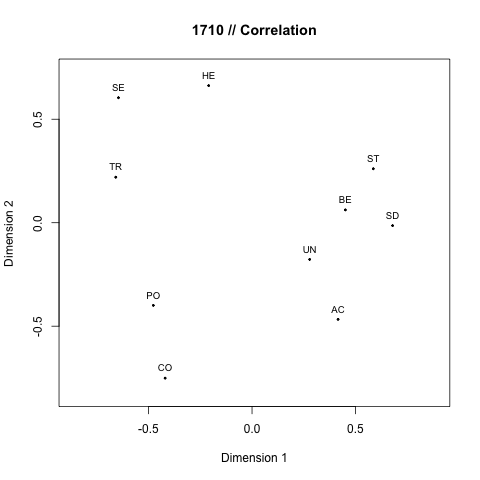 1710 // Correlation
HE
SE
0.5
TR
ST
BE
SD
0.0
Dimension 2
UN
PO
AC
-0.5
CO
-0.5
0.0
0.5
Dimension 1